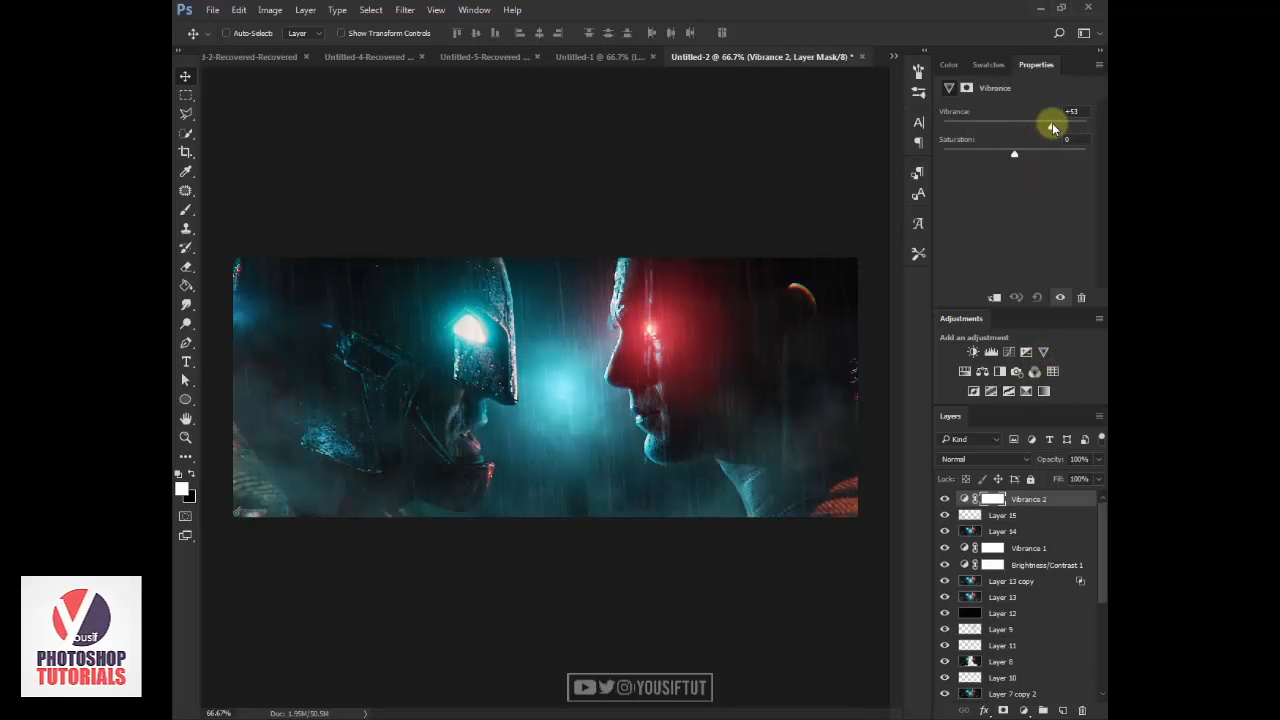 Ps File Edit Image Layer Type Select Filter View Window Help
Auto-Select: Layer Show Transform Controls
d-2-Recovered-Recovered × Untitled-4-Recovered ... × Untitled-5-Recovered ... × Untitled-1 @ 66.7% (L... × Untitled-2 @ 66.7% (Vibrance 2, Layer Mask/8) * ×
Color Swatches Properties
Vibrance
Vibrance: +53
Saturation: 0
Adjustments
Add an adjustment
Layers
Kind
Normal Opacity: 100%
Lock: Fill: 100%
Vibrance 2
Layer 15
Layer 14
Vibrance 1
Brightness/Contrast 1
Layer 13 copy
Layer 13
Layer 12
Layer 9
Layer 11
Layer 8
Layer 10
Layer 7 copy 2
66.67% Doc: 1.95M/50.5M
Yousif
PHOTOSHOP
TUTORIALS
@YOUSIFTUT